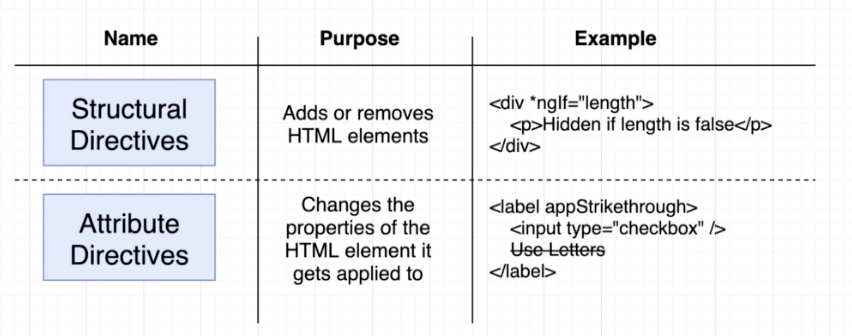 Name Purpose Example
Structural
Directives
Adds or removes
HTML elements
<div *ngIf="length">
<p>Hidden if length is false</p>
</div>
Attribute
Directives
Changes the
properties of the
HTML element it
gets applied to
<label appStrikethrough>
<input type="checkbox" />
Use Letters
</label>